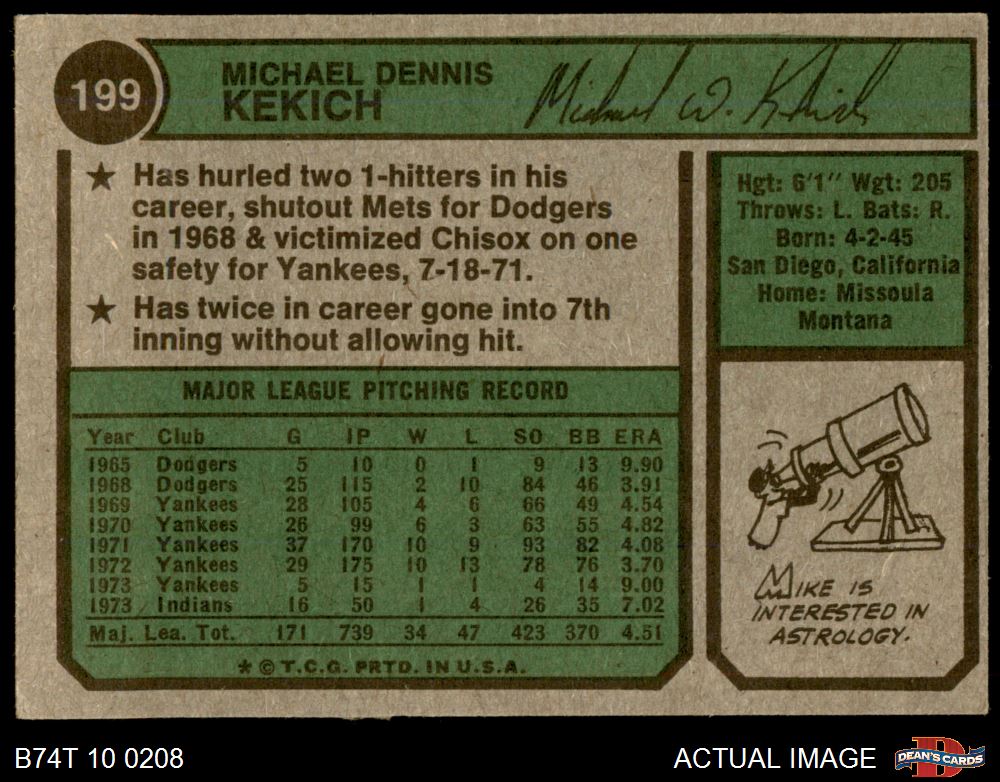 199
MICHAEL DENNIS
KEKICH
Michael W. Kekich
★ Has hurled two 1-hitters in his
career, shutout Mets for Dodgers
in 1968 & victimized Chisox on one
safety for Yankees, 7-18-71.
★ Has twice in career gone into 7th
inning without allowing hit.
MAJOR LEAGUE PITCHING RECORD
Year Club G IP W L SO BB ERA
1965 Dodgers 5 10 0 1 9 13 9.90
1968 Dodgers 25 115 2 10 84 46 3.91
1969 Yankees 28 105 4 6 66 49 4.54
1970 Yankees 26 99 6 3 63 55 4.82
1971 Yankees 37 170 10 9 93 82 4.08
1972 Yankees 29 175 10 13 78 76 3.70
1973 Yankees 5 15 1 1 4 14 9.00
1973 Indians 16 50 1 4 26 35 7.02
Maj. Lea. Tot. 171 739 34 47 423 370 4.51
* © T.C.G. PRTD. IN U.S.A.
Hgt: 6'1" Wgt: 205
Throws: L. Bats: R.
Born: 4-2-45
San Diego, California
Home: Missoula
Montana
MIKE IS
INTERESTED IN
ASTROLOGY.
B74T 10 0208
ACTUAL IMAGE
D
DEAN'S CARDS